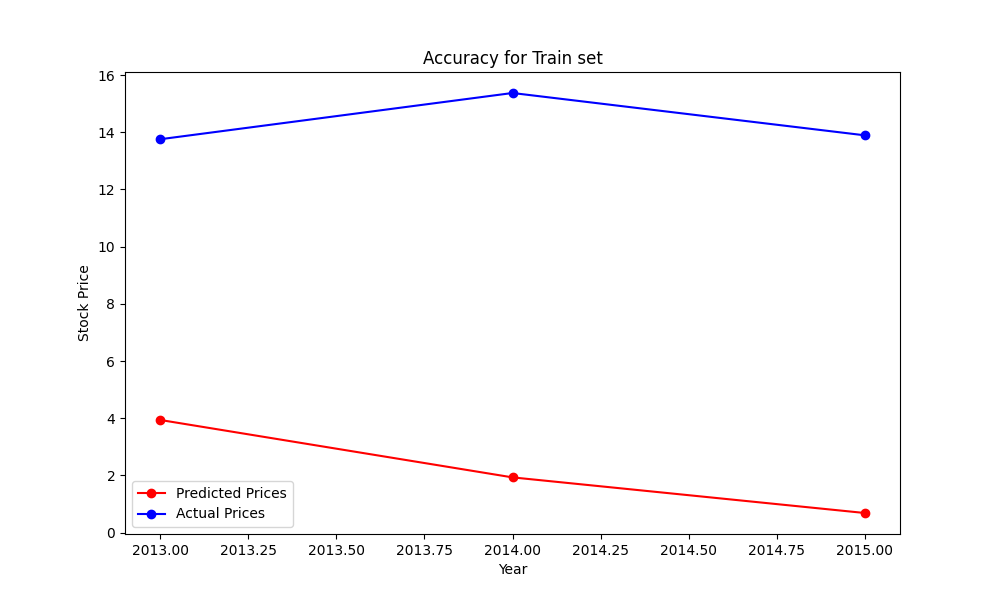 Accuracy for Train set
16
14
12
10
8
6
4
2
0
Stock Price
Predicted Prices
Actual Prices
2013.00 2013.25 2013.50 2013.75 2014.00 2014.25 2014.50 2014.75 2015.00
Year